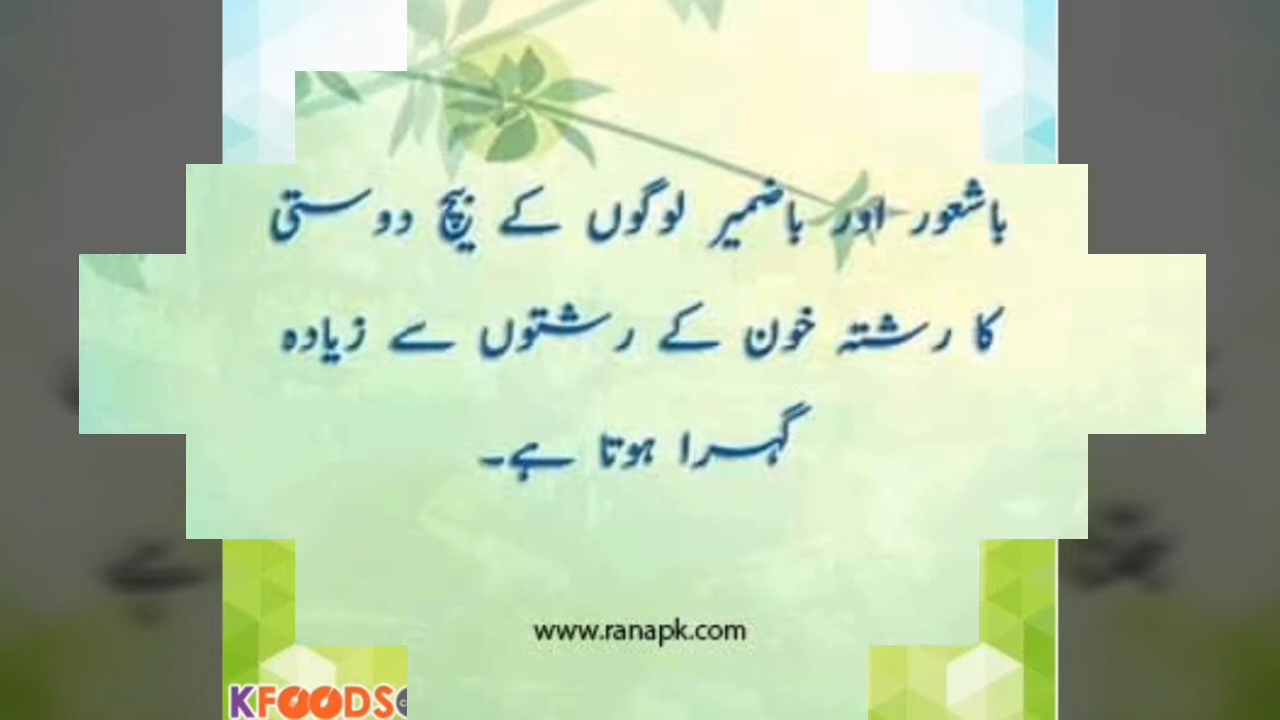 باشعور اور باضمیر لوگوں کے بیچ دوستی
کا رشتہ خون کے رشتوں سے زیادہ
گہرا ہوتا ہے۔
www.ranapk.com
KFOODS